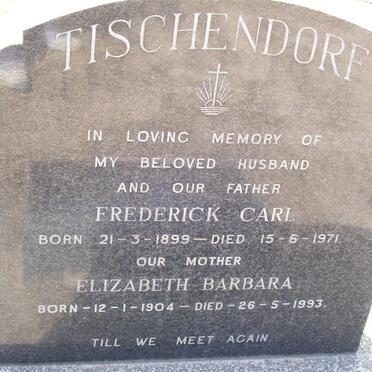 TISCHENDORF
IN LOVING MEMORY OF
MY BELOVED HUSBAND
AND OUR FATHER
FREDERICK CARL
BORN 21-3-1899 — DIED 15-6-1971
OUR MOTHER
ELIZABETH BARBARA
BORN-12-1-1904 — DIED-26-5-1993.
TILL WE MEET AGAIN